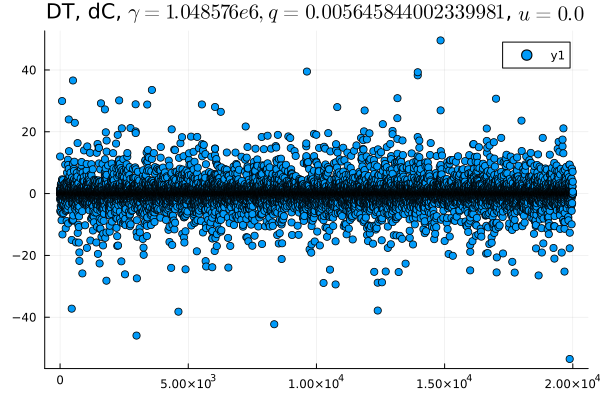 DT, dC, γ = 1.048576e6, q = 0.005645844002339981, u = 0.0
y1
40
20
0
−20
−40
0 5.00×10³ 1.00×10⁴ 1.50×10⁴ 2.00×10⁴